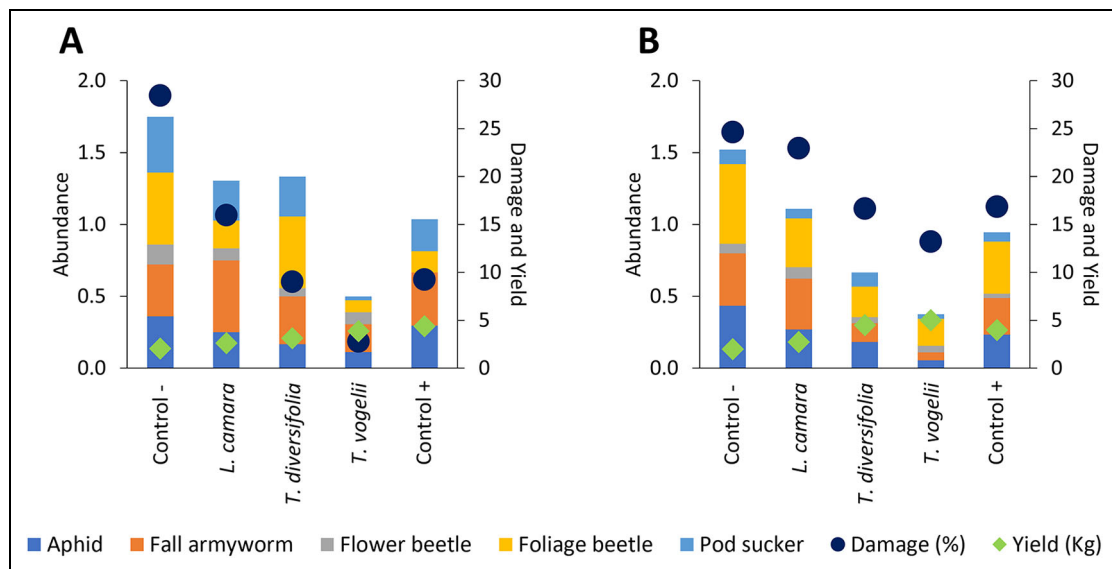 A
Abundance
2.0
1.5
1.0
0.5
0.0
30
25
20
15
10
5
0
Damage and Yield
Control -
L. camara
T. diversifolia
T. vogelii
Control +
B
Abundance
2.0
1.5
1.0
0.5
0.0
30
25
20
15
10
5
0
Damage and Yield
Control -
L. camara
T. diversifolia
T. vogelii
Control +
Aphid Fall armyworm Flower beetle Foliage beetle Pod sucker Damage (%) Yield (Kg)